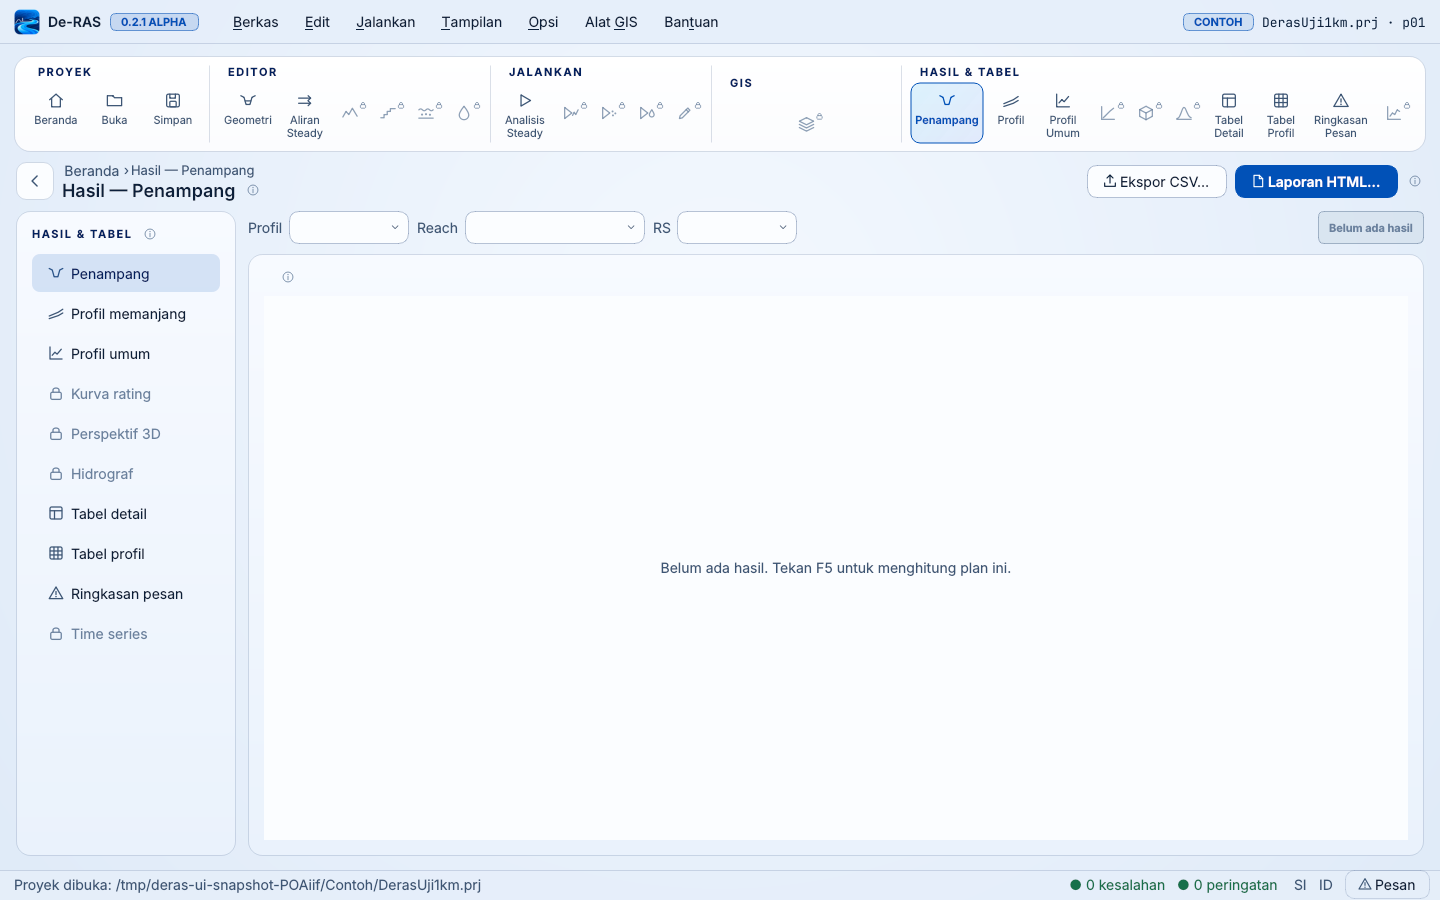 De-RAS 0.2.1 ALPHA Berkas Edit Jalankan Tampilan Opsi Alat GIS Bantuan CONTOH DerasUji1km.prj · p01
PROYEK EDITOR JALANKAN GIS HASIL & TABEL
Beranda Buka Simpan Geometri Aliran Steady Analisis Steady Penampang Profil Profil Umum Tabel Detail Tabel Profil Ringkasan Pesan
Beranda › Hasil — Penampang
Hasil — Penampang
Ekspor CSV... Laporan HTML...
HASIL & TABEL
Profil Reach RS Belum ada hasil
Penampang
Profil memanjang
Profil umum
Kurva rating
Perspektif 3D
Hidrograf
Tabel detail
Tabel profil
Ringkasan pesan
Time series
Belum ada hasil. Tekan F5 untuk menghitung plan ini.
Proyek dibuka: /tmp/deras-ui-snapshot-POAiif/Contoh/DerasUji1km.prj 0 kesalahan 0 peringatan SI ID Pesan